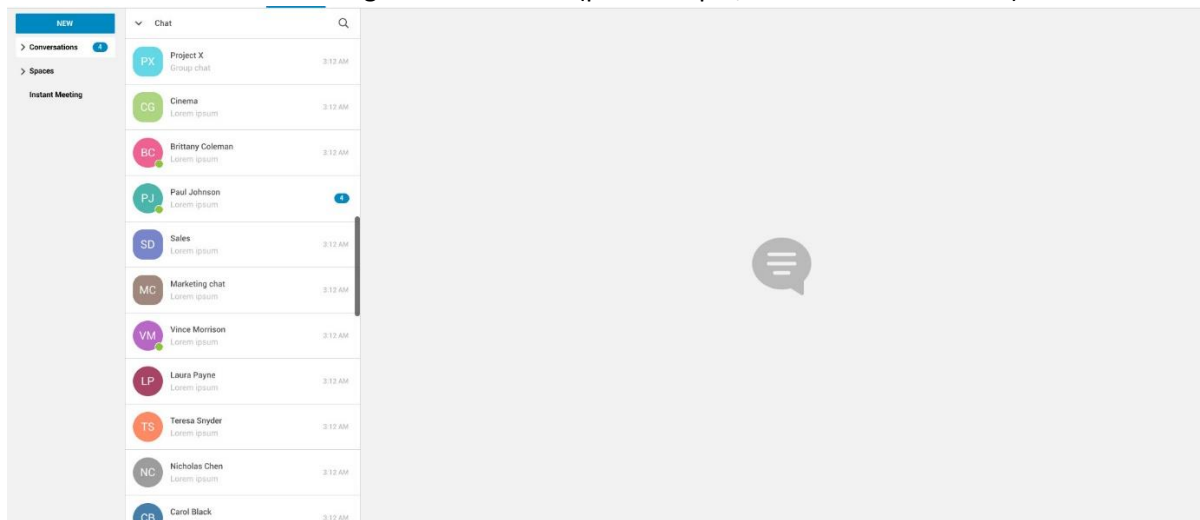 NEW
Conversations 4
Spaces
Instant Meeting
Chat
PX Project X 3:12 AM
Group chat
CG Cinema 3:12 AM
Lorem ipsum
BC Brittany Coleman 3:12 AM
Lorem ipsum
PJ Paul Johnson 4
Lorem ipsum
SD Sales 3:12 AM
Lorem ipsum
MC Marketing chat 3:12 AM
Lorem ipsum
VM Vince Morrison 3:12 AM
Lorem ipsum
LP Laura Payne 3:12 AM
Lorem ipsum
TS Teresa Snyder 3:12 AM
Lorem ipsum
NC Nicholas Chen 3:12 AM
Lorem ipsum
CB Carol Black 3:12 AM